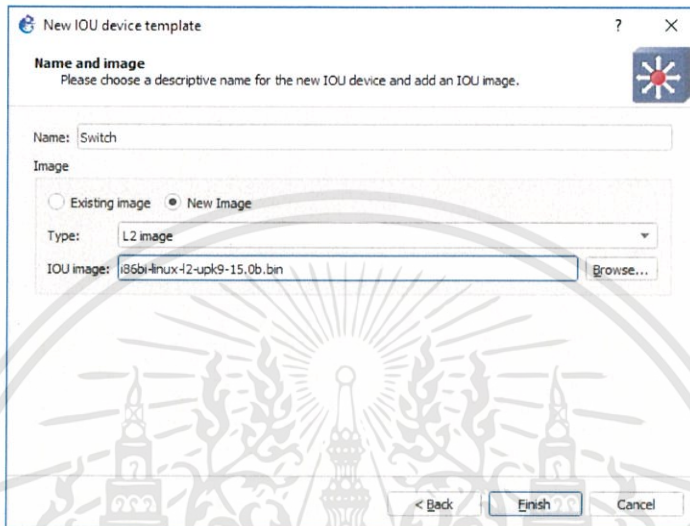 New IOU device template
Name and image
Please choose a descriptive name for the new IOU device and add an IOU image.
Name: Switch
Image
Existing image New Image
Type: L2 image
IOU image: i86bi-linux-l2-upk9-15.0b.bin Browse...
< Back Finish Cancel